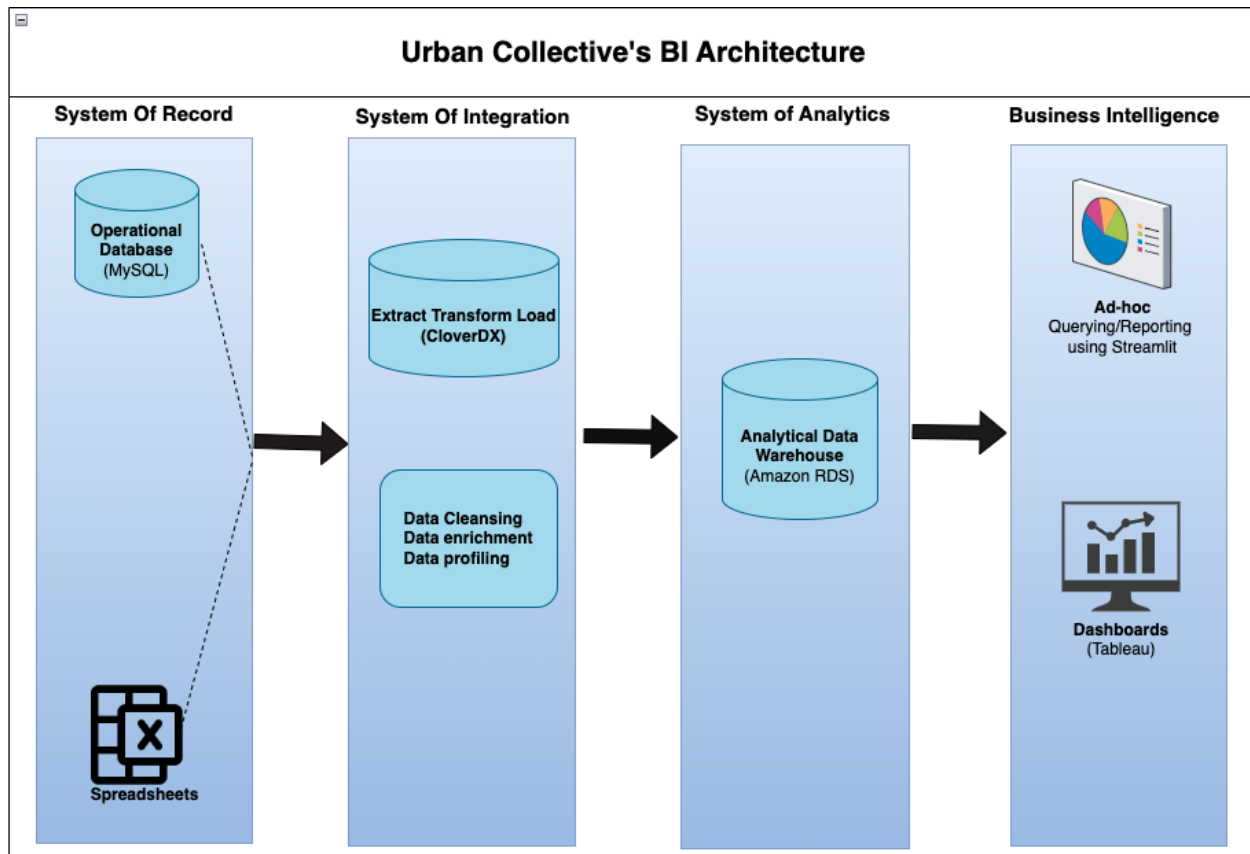 Urban Collective's BI Architecture
System Of Record
System Of Integration
System of Analytics
Business Intelligence
Operational
Database
(MySQL)
Spreadsheets
Extract Transform Load
(CloverDX)
Data Cleansing
Data enrichment
Data profiling
Analytical Data
Warehouse
(Amazon RDS)
Ad-hoc
Querying/Reporting
using Streamlit
Dashboards
(Tableau)